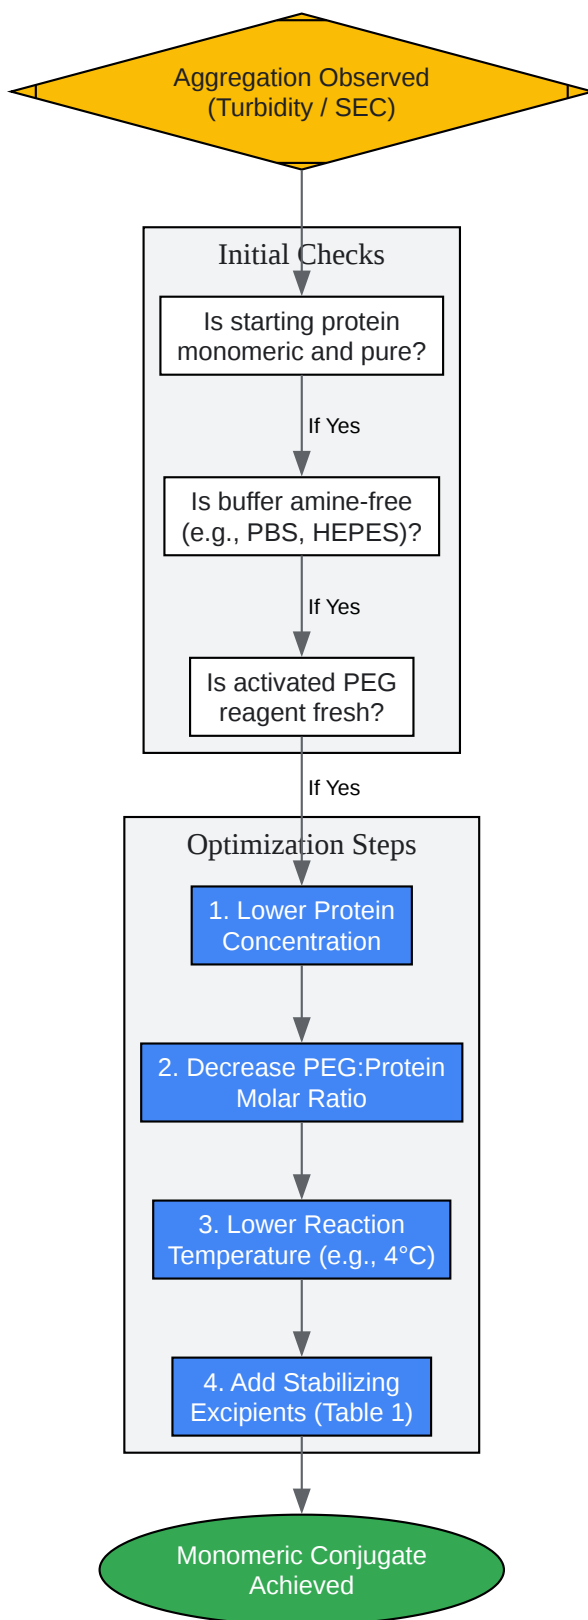 Aggregation Observed
(Turbidity / SEC)
Initial Checks
Is starting protein
monomeric and pure?
If Yes
Is buffer amine-free
(e.g., PBS, HEPES)?
If Yes
Is activated PEG
reagent fresh?
If Yes
Optimization Steps
1. Lower Protein
Concentration
2. Decrease PEG:Protein
Molar Ratio
3. Lower Reaction
Temperature (e.g., 4°C)
4. Add Stabilizing
Excipients (Table 1)
Monomeric Conjugate
Achieved